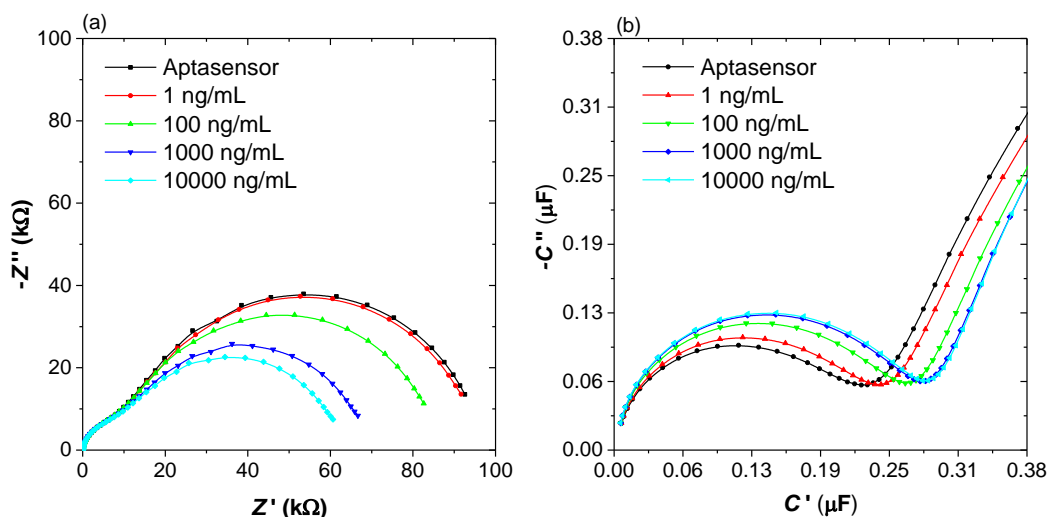 (a)
100
80
60
40
20
0
-Z'' (kΩ)
Aptasensor
1 ng/mL
100 ng/mL
1000 ng/mL
10000 ng/mL
0 20 40 60 80 100
Z' (kΩ)
(b)
0.38
0.31
0.25
0.19
0.13
0.06
0.00
-C'' (µF)
Aptasensor
1 ng/mL
100 ng/mL
1000 ng/mL
10000 ng/mL
0.00 0.06 0.13 0.19 0.25 0.31 0.38
C' (µF)